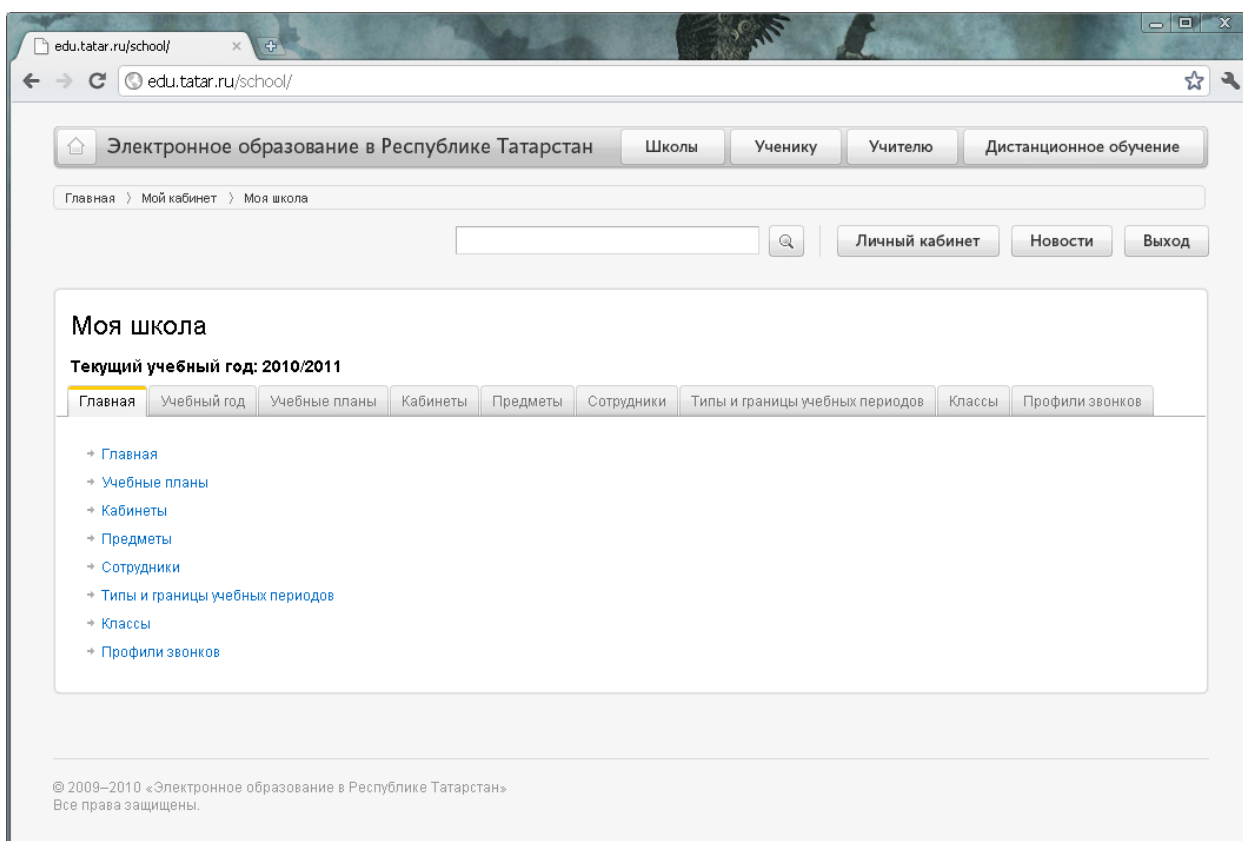 edu.tatar.ru/school/
edu.tatar.ru/school/
Электронное образование в Республике Татарстан Школы Ученику Учителю Дистанционное обучение
Главная 〉 Мой кабинет 〉 Моя школа
Личный кабинет Новости Выход
Моя школа
Текущий учебный год: 2010/2011
Главная Учебный год Учебные планы Кабинеты Предметы Сотрудники Типы и границы учебных периодов Классы Профили звонков
Главная
Учебные планы
Кабинеты
Предметы
Сотрудники
Типы и границы учебных периодов
Классы
Профили звонков
© 2009–2010 «Электронное образование в Республике Татарстан»
Все права защищены.